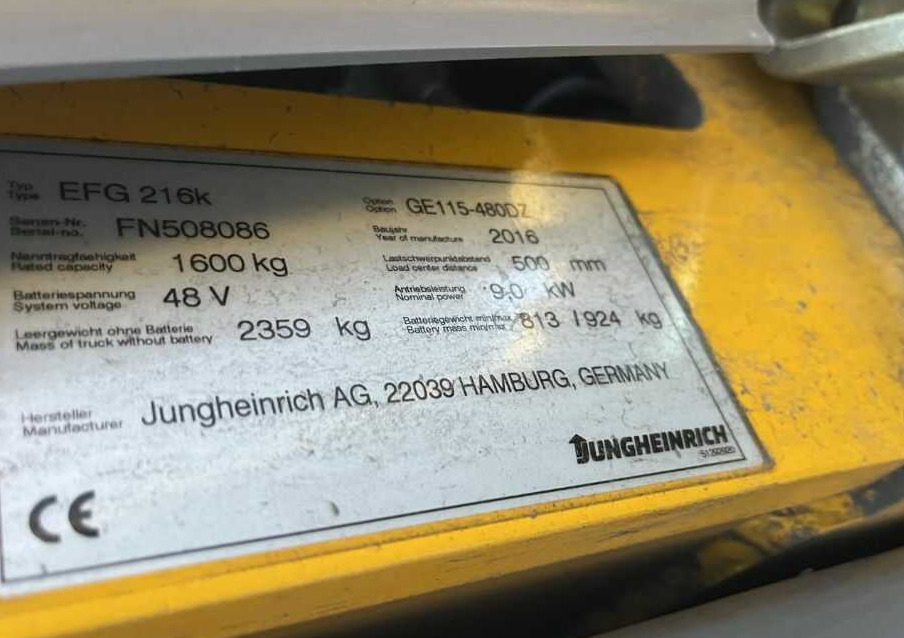 Typ
Type EFG 216k
Option
Option GE115-480DZ
Serien-Nr.
Serial-no. FN508086
Baujahr
Year of manufacture 2016
Nenntragfaehigkeit
Rated capacity 1600 kg
Lastschwerpunktabstand
Load center distance 500 mm
Batteriespannung
System voltage 48 V
Antriebsleistung
Nominal power 9,0 kW
Leergewicht ohne Batterie
Mass of truck without battery 2359 kg
Batteriegewicht min/max
Battery mass min/max 813 / 924 kg
Hersteller
Manufacturer Jungheinrich AG, 22039 HAMBURG, GERMANY
JUNGHEINRICH
CE